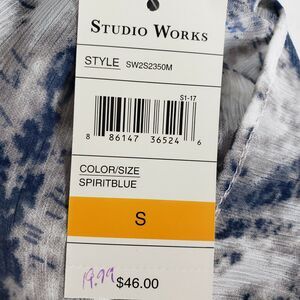 STUDIO WORKS
STYLE SW2S2350M
S1-17
8 86147 36524 6
COLOR/SIZE
SPIRITBLUE
S
19.99 $46.00